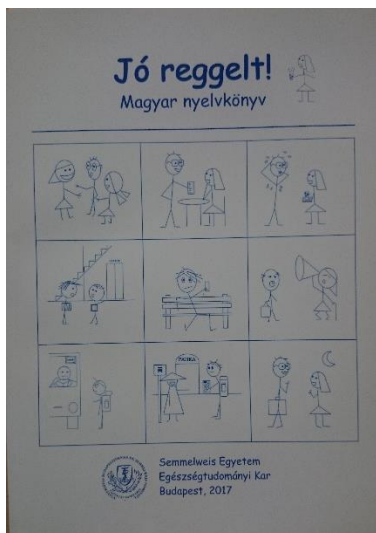 Jó reggelt!
Magyar nyelvkönyv
Semmelweis Egyetem
Egészségtudományi Kar
Budapest, 2017